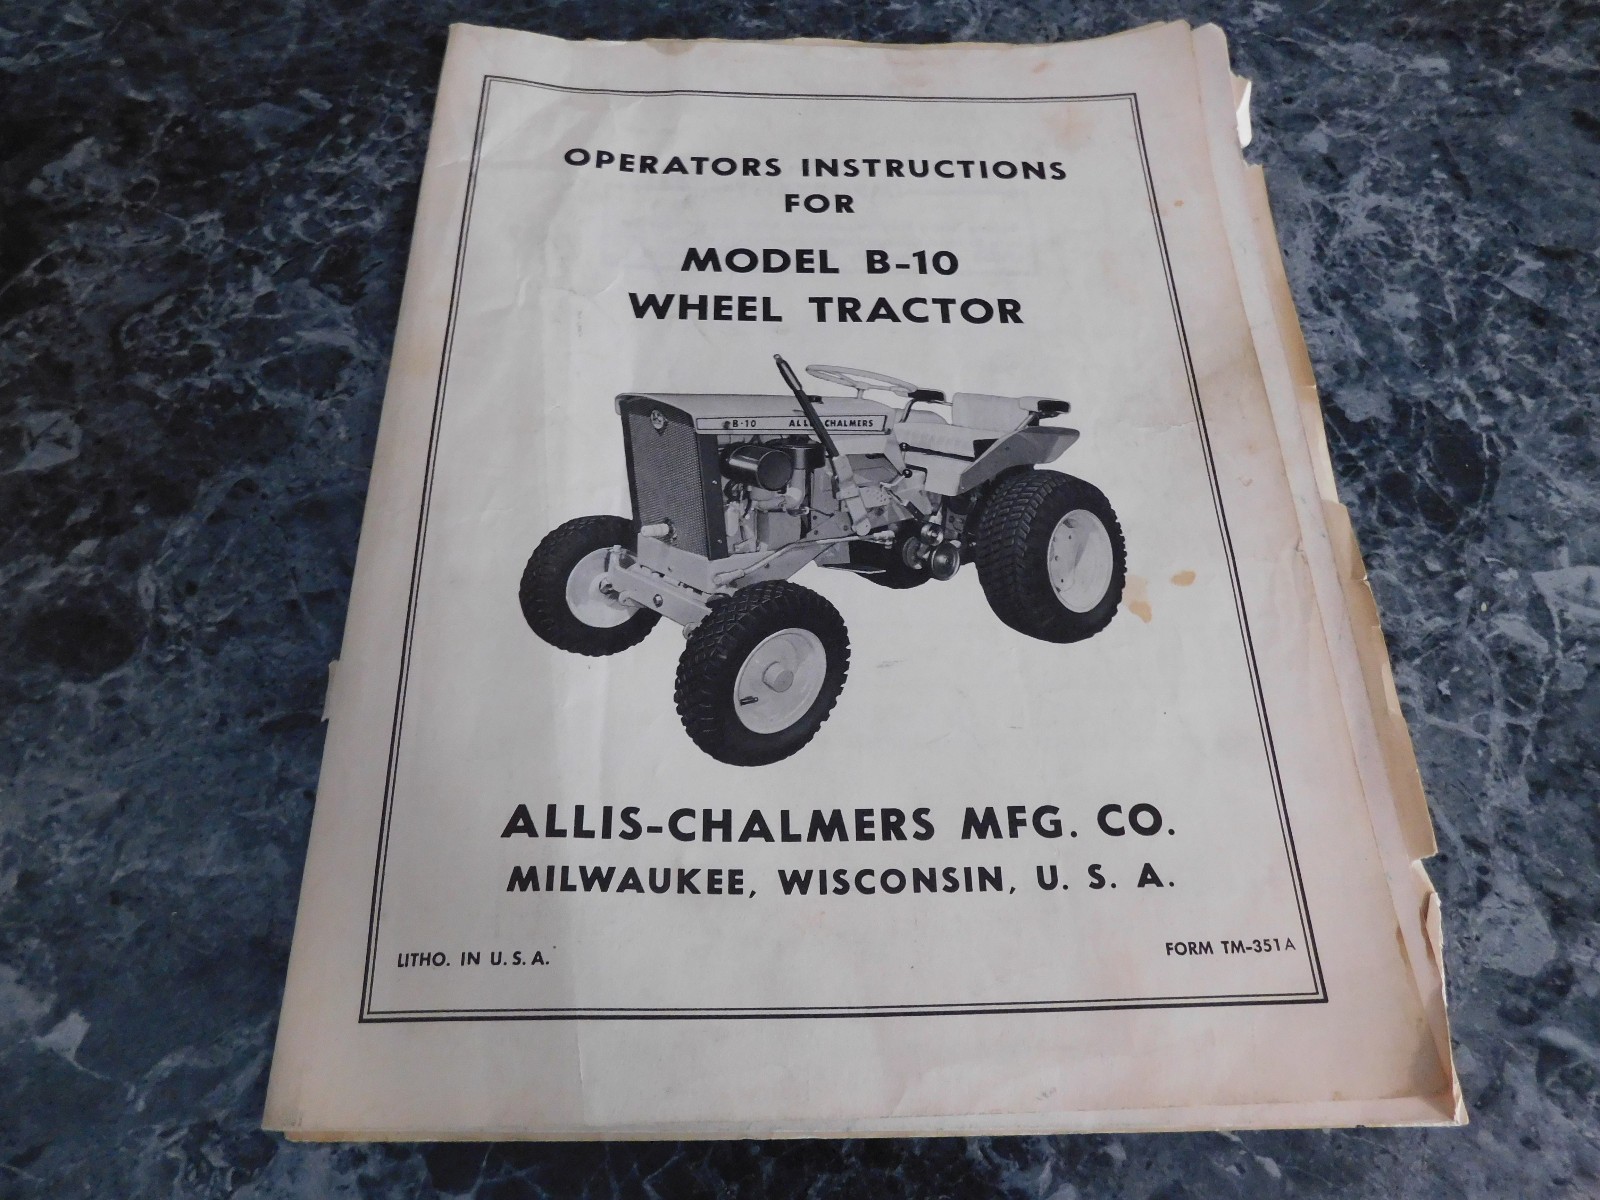 OPERATORS INSTRUCTIONS
FOR
MODEL B-10
WHEEL TRACTOR
B-10 ALLIS-CHALMERS
ALLIS-CHALMERS MFG. CO.
MILWAUKEE, WISCONSIN, U. S. A.
LITHO. IN U. S. A.
FORM TM-351A